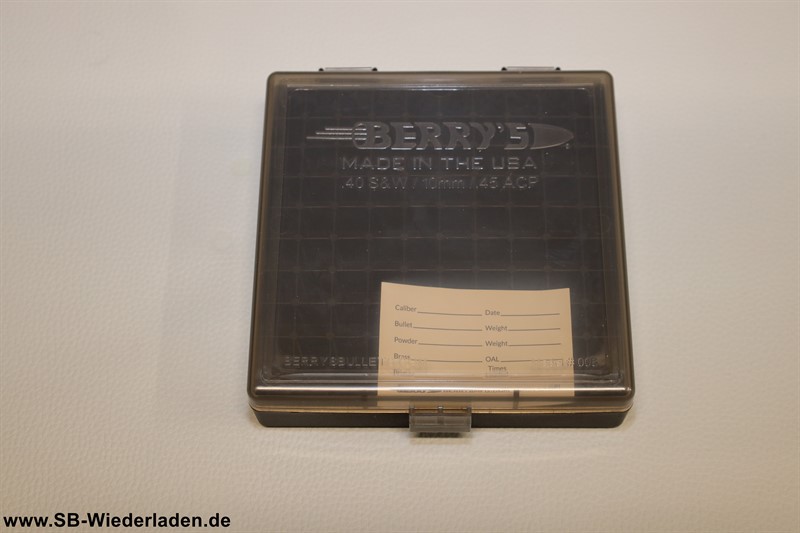 BERRY'S
MADE IN THE USA
.40 S&W / 10mm / .45 ACP
Caliber Date
Bullet Weight
Powder Weight
Brass OAL
Times
www.SB-Wiederladen.de